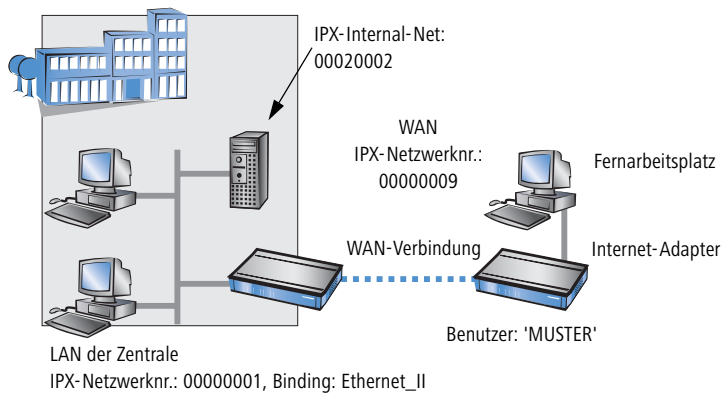 IPX-Internal-Net:
00020002
WAN
IPX-Netzwerknr.:
00000009
Fernarbeitsplatz
WAN-Verbindung
Internet-Adapter
Benutzer: 'MUSTER'
LAN der Zentrale
IPX-Netzwerknr.: 00000001, Binding: Ethernet_II